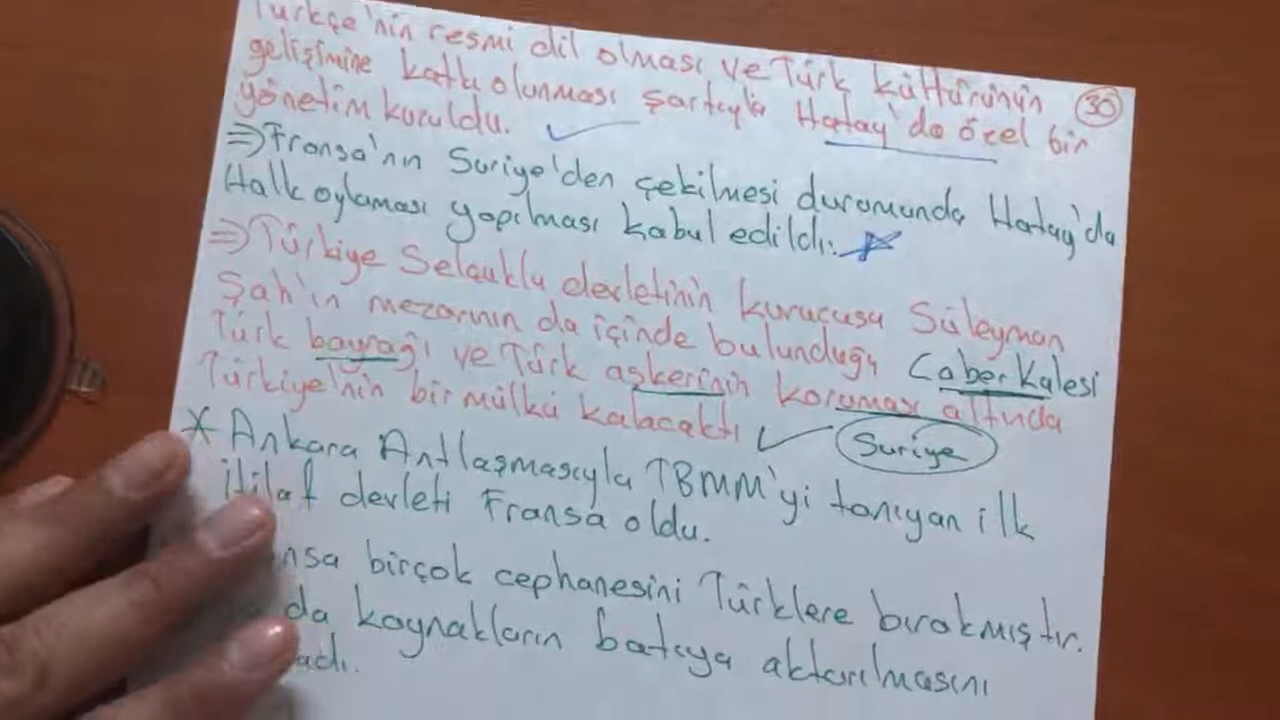 Türkçe'nin resmi dil olması ve Türk kültürünün
gelişimine katkı olunması şartıyla Hatay'da özel bir
yönetim kuruldu.
30
⇒ Fransa'nın Suriye'den çekilmesi durumunda Hatay'da
Halk oylaması yapılması kabul edildi.
⇒ Türkiye Selçuklu devletinin kurucusu Süleyman
Şah'ın mezarının da içinde bulunduğu Caber Kalesi
Türk bayrağı ve Türk askerinin koruması altında
Türkiye'nin bir mülkü kalacaktı
Suriye
* Ankara Antlaşmasıyla TBMM'yi tanıyan ilk
itilaf devleti Fransa oldu.
birçok cephanesini Türklere bırakmıştır.
da kaynakların batıya aktarılmasını